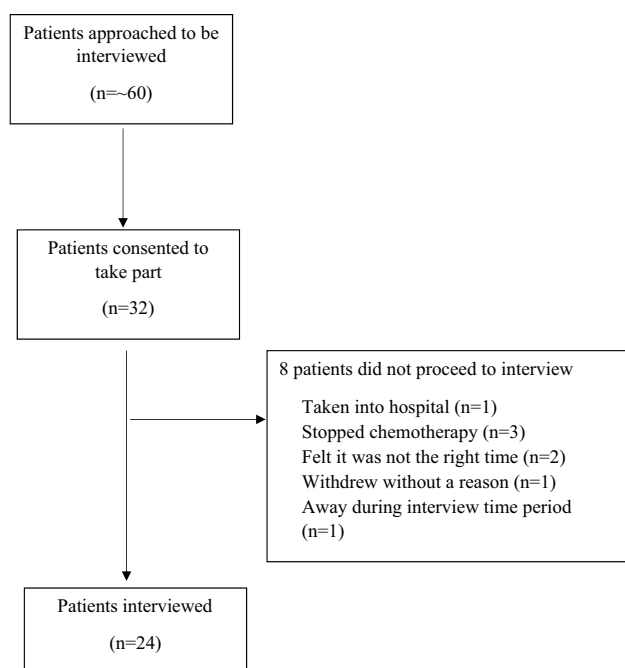 Patients approached to be
interviewed
(n=~60)
Patients consented to
take part
(n=32)
8 patients did not proceed to interview
Taken into hospital (n=1)
Stopped chemotherapy (n=3)
Felt it was not the right time (n=2)
Withdrew without a reason (n=1)
Away during interview time period
(n=1)
Patients interviewed
(n=24)